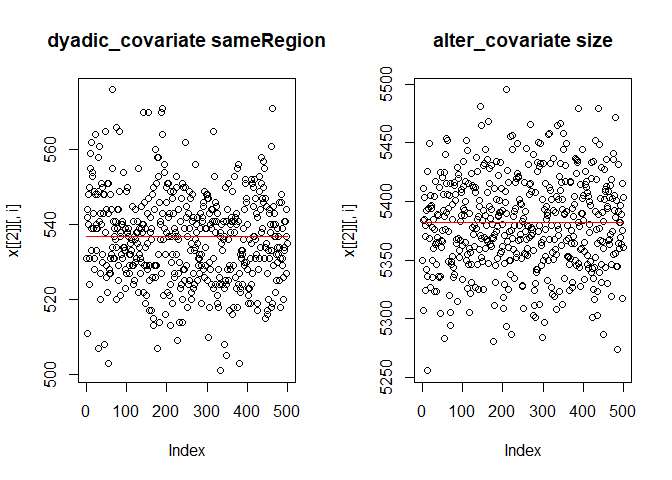 dyadic_covariate sameRegion
x[[2]][, i]
560
540
520
500
0 100 200 300 400 500
Index
alter_covariate size
x[[2]][, i]
5500
5450
5400
5350
5300
5250
0 100 200 300 400 500
Index